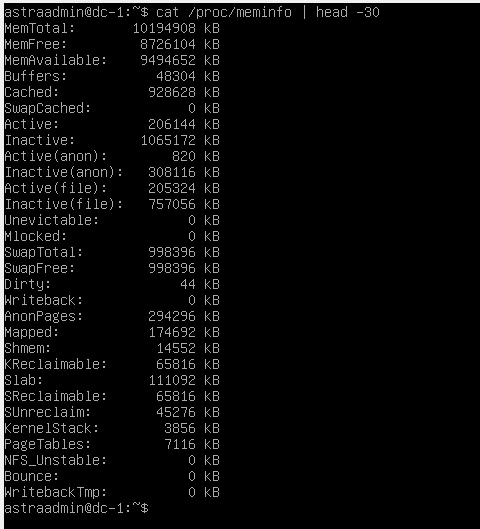 astraadmin@dc-1:~$ cat /proc/meminfo | head -30
MemTotal:       10194908 kB
MemFree:         8726104 kB
MemAvailable:    9494652 kB
Buffers:           48304 kB
Cached:           928628 kB
SwapCached:            0 kB
Active:           206144 kB
Inactive:        1065172 kB
Active(anon):        820 kB
Inactive(anon):   308116 kB
Active(file):     205324 kB
Inactive(file):   757056 kB
Unevictable:           0 kB
Mlocked:               0 kB
SwapTotal:        998396 kB
SwapFree:         998396 kB
Dirty:                44 kB
Writeback:             0 kB
AnonPages:        294296 kB
Mapped:           174692 kB
Shmem:             14552 kB
KReclaimable:      65816 kB
Slab:             111092 kB
SReclaimable:      65816 kB
SUnreclaim:        45276 kB
KernelStack:        3856 kB
PageTables:         7116 kB
NFS_Unstable:          0 kB
Bounce:                0 kB
WritebackTmp:          0 kB
astraadmin@dc-1:~$